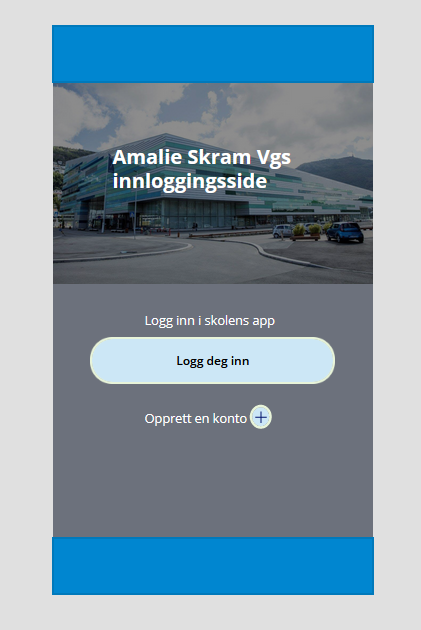 Amalie Skram Vgs
innloggingsside
Logg inn i skolens app
Logg deg inn
Opprett en konto